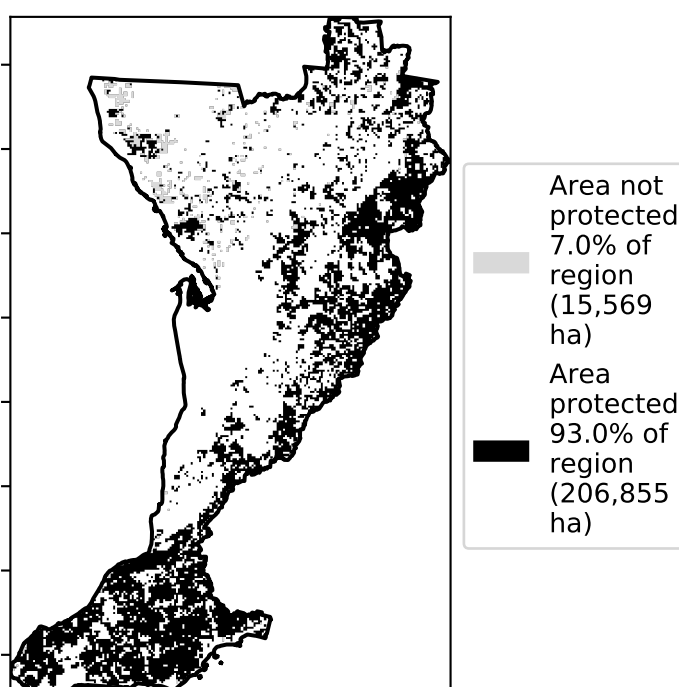 Area not
protected
7.0% of
region
(15,569
ha)
Area
protected
93.0% of
region
(206,855
ha)